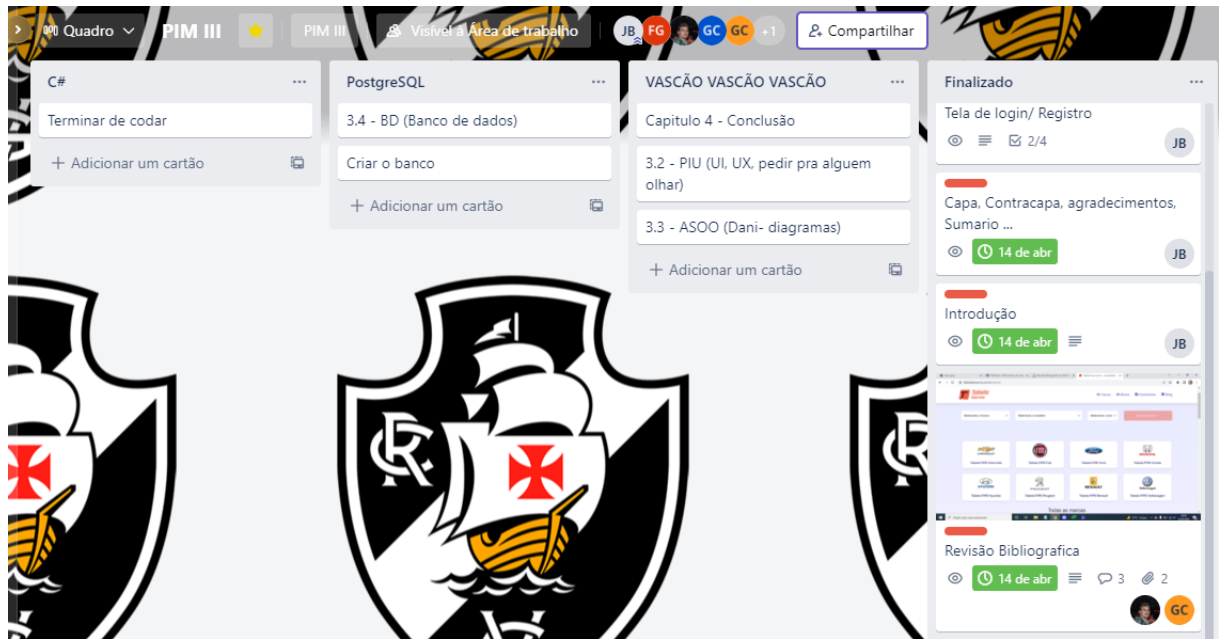 Quadro
PIM III
PIM III
Visível à Área de trabalho
JB
FG
GC
GC
+1
Compartilhar
C#
Terminar de codar
Adicionar um cartão
PostgreSQL
3.4 - BD (Banco de dados)
Criar o banco
Adicionar um cartão
VASCÃO VASCÃO VASCÃO
Capitulo 4 - Conclusão
3.2 - PIU (UI, UX, pedir pra alguem
olhar)
3.3 - ASOO (Dani- diagramas)
Adicionar um cartão
Finalizado
Tela de login/ Registro
2/4
JB
Capa, Contracapa, agradecimentos,
Sumario ...
14 de abr
JB
Introdução
14 de abr
JB
Todas as marcas
Revisão Bibliografica
14 de abr
3
2
GC